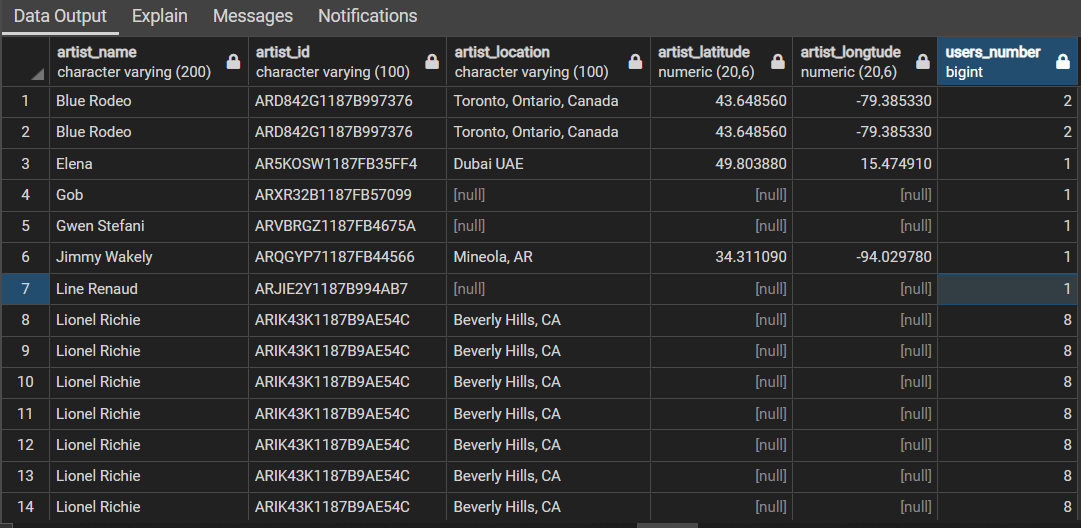 Data Output Explain Messages Notifications
artist_name artist_id artist_location artist_latitude artist_longtude users_number
character varying (200) character varying (100) character varying (100) numeric (20,6) numeric (20,6) bigint
1 Blue Rodeo ARD842G1187B997376 Toronto, Ontario, Canada 43.648560 -79.385330 2
2 Blue Rodeo ARD842G1187B997376 Toronto, Ontario, Canada 43.648560 -79.385330 2
3 Elena AR5KOSW1187FB35FF4 Dubai UAE 49.803880 15.474910 1
4 Gob ARXR32B1187FB57099 [null] [null] [null] 1
5 Gwen Stefani ARVBRGZ1187FB4675A [null] [null] [null] 1
6 Jimmy Wakely ARQGYP71187FB44566 Mineola, AR 34.311090 -94.029780 1
7 Line Renaud ARJIE2Y1187B994AB7 [null] [null] [null] 1
8 Lionel Richie ARIK43K1187B9AE54C Beverly Hills, CA [null] [null] 8
9 Lionel Richie ARIK43K1187B9AE54C Beverly Hills, CA [null] [null] 8
10 Lionel Richie ARIK43K1187B9AE54C Beverly Hills, CA [null] [null] 8
11 Lionel Richie ARIK43K1187B9AE54C Beverly Hills, CA [null] [null] 8
12 Lionel Richie ARIK43K1187B9AE54C Beverly Hills, CA [null] [null] 8
13 Lionel Richie ARIK43K1187B9AE54C Beverly Hills, CA [null] [null] 8
14 Lionel Richie ARIK43K1187B9AE54C Beverly Hills, CA [null] [null] 8